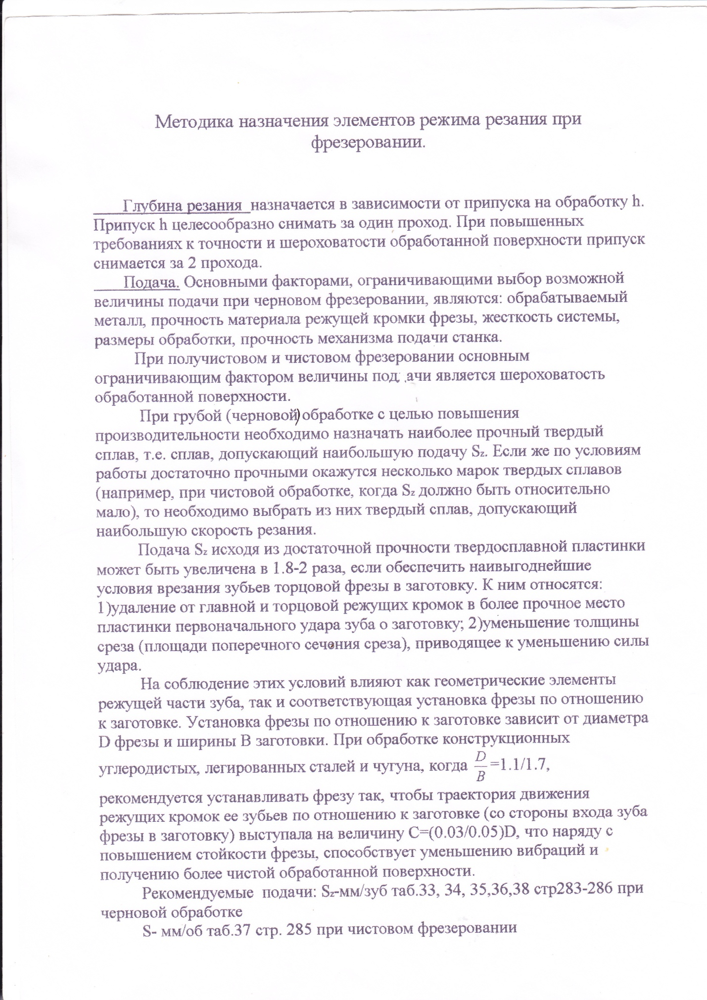 Методика назначения элементов режима резания при
фрезеровании.
Глубина резания назначается в зависимости от припуска на обработку h.
Припуск h целесообразно снимать за один проход. При повышенных
требованиях к точности и шероховатости обработанной поверхности припуск
снимается за 2 прохода.
Подача. Основными факторами, ограничивающими выбор возможной
величины подачи при черновом фрезеровании, являются: обрабатываемый
металл, прочность материала режущей кромки фрезы, жесткость системы,
размеры обработки, прочность механизма подачи станка.
При получистовом и чистовом фрезеровании основным
ограничивающим фактором величины подачи является шероховатость
обработанной поверхности.
При грубой (черновой) обработке с целью повышения
производительности необходимо назначать наиболее прочный твердый
сплав, т.е. сплав, допускающий наибольшую подачу Sz. Если же по условиям
работы достаточно прочными окажутся несколько марок твердых сплавов
(например, при чистовой обработке, когда Sz должно быть относительно
мало), то необходимо выбрать из них твердый сплав, допускающий
наибольшую скорость резания.
Подача Sz исходя из достаточной прочности твердосплавной пластинки
может быть увеличена в 1.8-2 раза, если обеспечить наивыгоднейшие
условия врезания зубьев торцовой фрезы в заготовку. К ним относятся:
1)удаление от главной и торцовой режущих кромок в более прочное место
пластинки первоначального удара зуба о заготовку; 2)уменьшение толщины
среза (площади поперечного сечения среза), приводящее к уменьшению силы
удара.
На соблюдение этих условий влияют как геометрические элементы
режущей части зуба, так и соответствующая установка фрезы по отношению
к заготовке. Установка фрезы по отношению к заготовке зависит от диаметра
D фрезы и ширины B заготовки. При обработке конструкционных
углеродистых, легированных сталей и чугуна, когда D/B=1.1/1.7,
рекомендуется устанавливать фрезу так, чтобы траектория движения
режущих кромок ее зубьев по отношению к заготовке (со стороны входа зуба
фрезы в заготовку) выступала на величину C=(0.03/0.05)D, что наряду с
повышением стойкости фрезы, способствует уменьшению вибраций и
получению более чистой обработанной поверхности.
Рекомендуемые подачи: Sz-мм/зуб таб.33, 34, 35,36,38 стр283-286 при
черновой обработке
S- мм/об таб.37 стр. 285 при чистовом фрезеровании